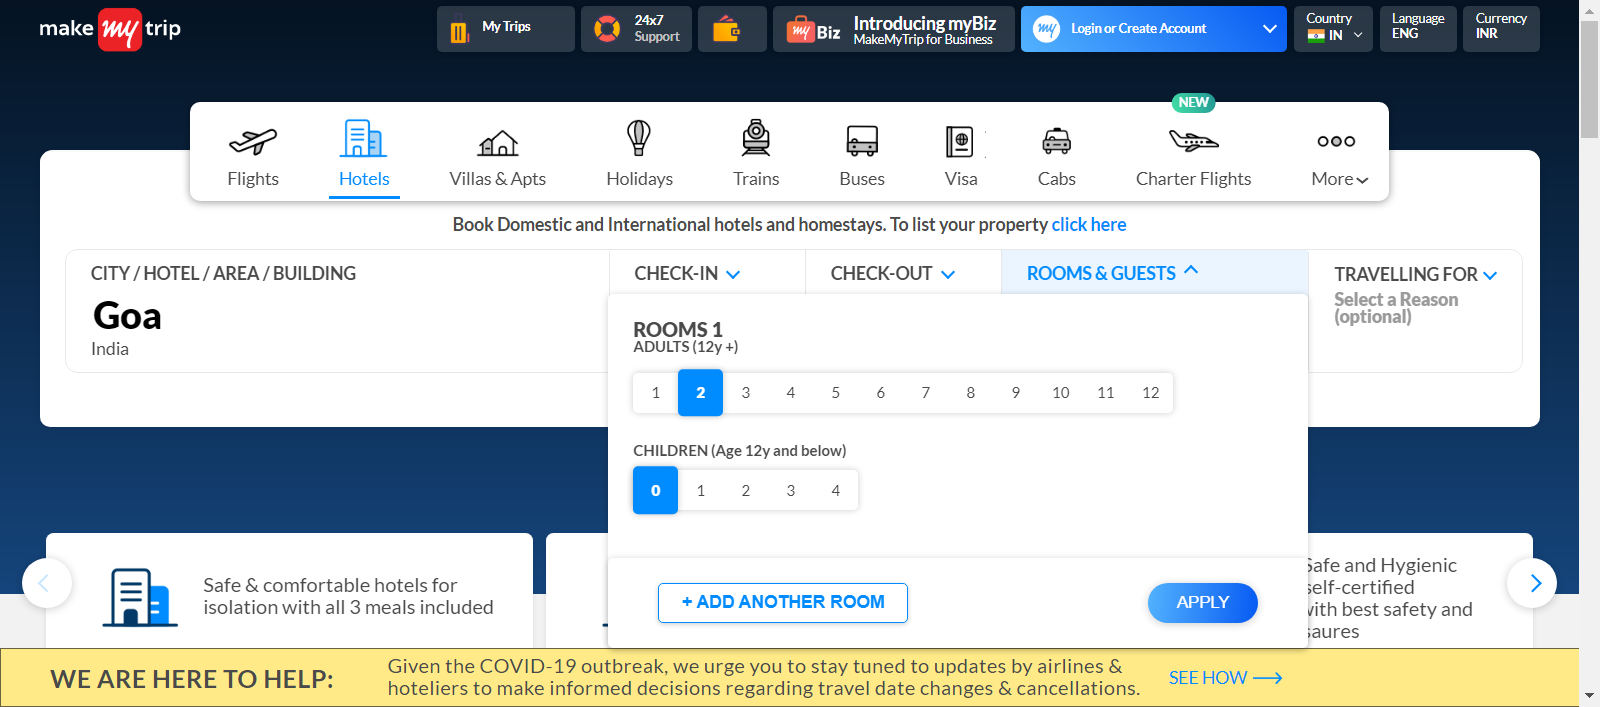 make my trip
My Trips
24x7
Support
my Biz
Introducing myBiz
MakeMyTrip for Business
my Login or Create Account
Country
IN
Language
ENG
Currency
INR
NEW
Flights
Hotels
Villas & Apts
Holidays
Trains
Buses
Visa
Cabs
Charter Flights
More
Book Domestic and International hotels and homestays. To list your property click here
CITY / HOTEL / AREA / BUILDING
Goa
India
CHECK-IN
CHECK-OUT
ROOMS & GUESTS
TRAVELLING FOR
Select a Reason
(optional)
ROOMS 1
ADULTS (12y +)
1 2 3 4 5 6 7 8 9 10 11 12
CHILDREN (Age 12y and below)
0 1 2 3 4
+ ADD ANOTHER ROOM
APPLY
Safe & comfortable hotels for
isolation with all 3 meals included
Safe and Hygienic
self-certified
with best safety and
saures
WE ARE HERE TO HELP:
Given the COVID-19 outbreak, we urge you to stay tuned to updates by airlines &
hoteliers to make informed decisions regarding travel date changes & cancellations.
SEE HOW